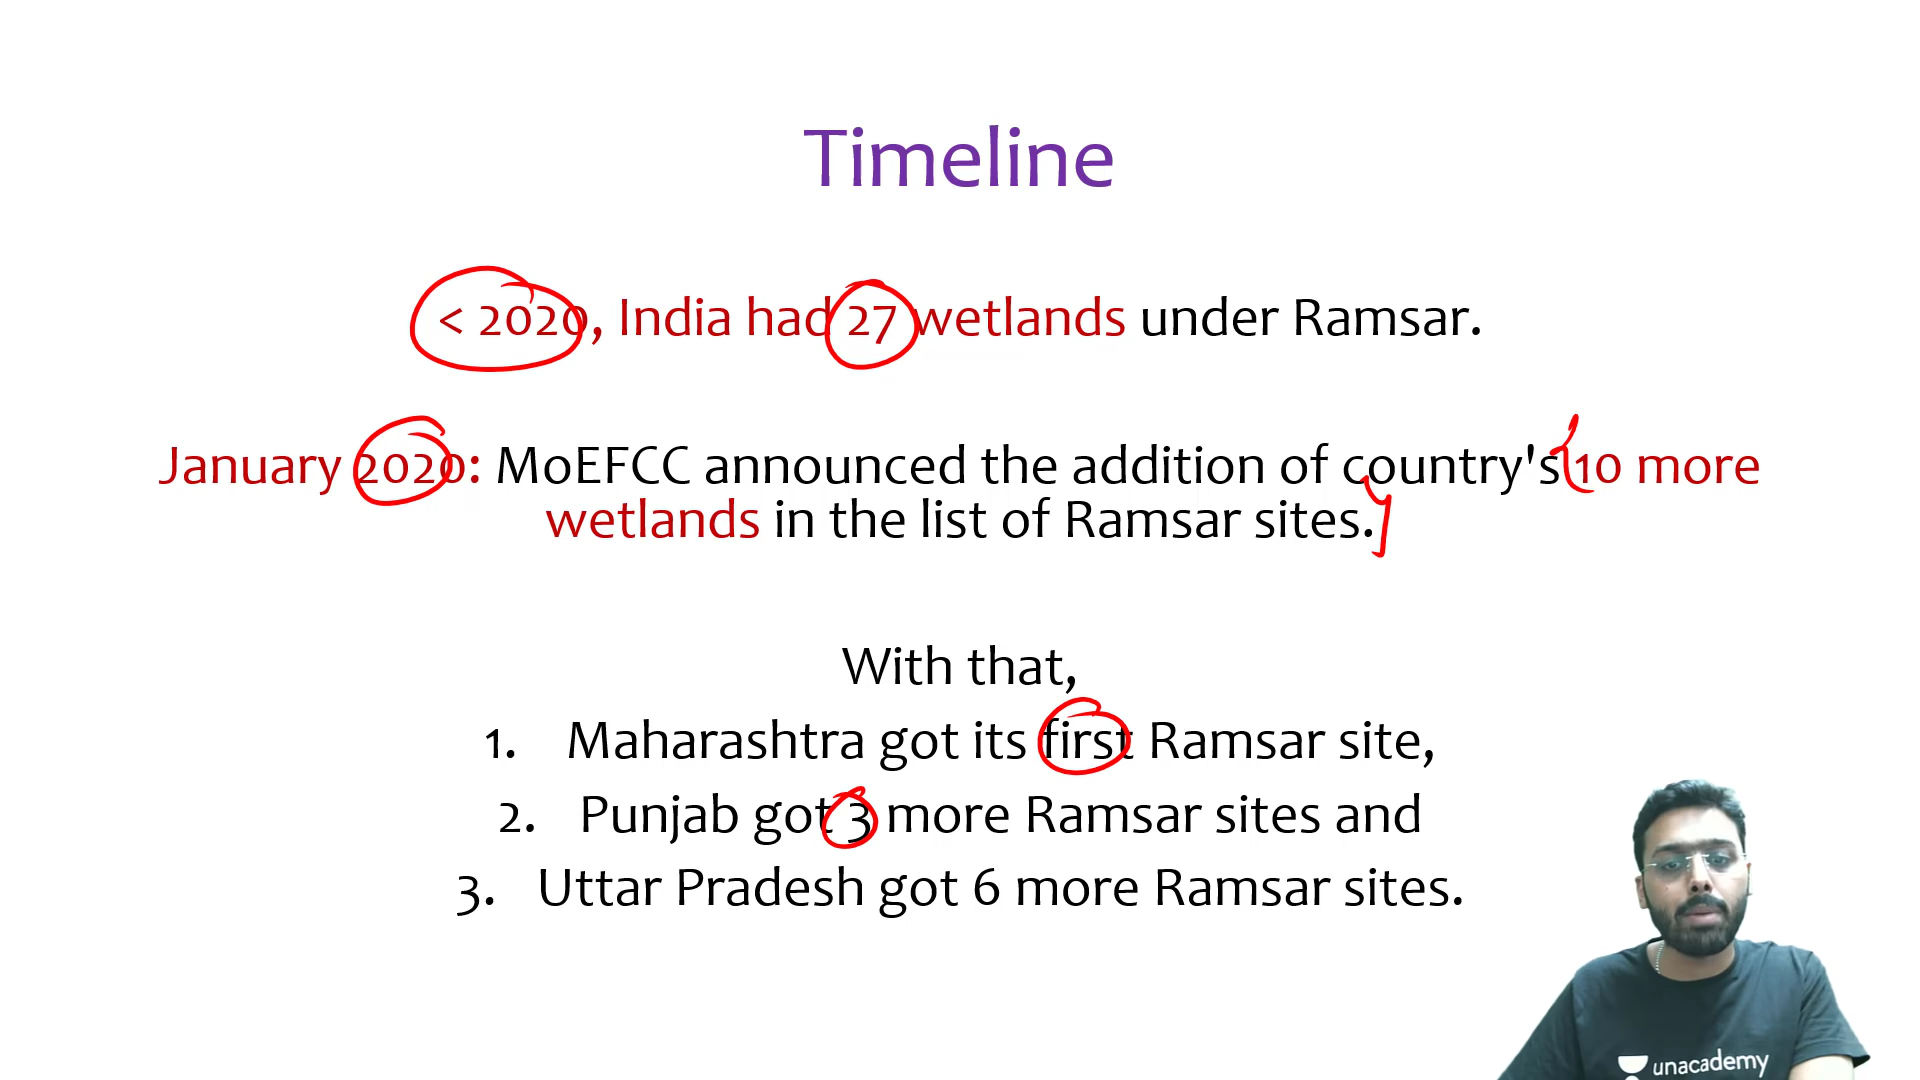 Timeline
< 2020, India had 27 wetlands under Ramsar.
January 2020: MoEFCC announced the addition of country's 10 more
wetlands in the list of Ramsar sites.
With that,
1. Maharashtra got its first Ramsar site,
2. Punjab got 3 more Ramsar sites and
3. Uttar Pradesh got 6 more Ramsar sites.
unacademy